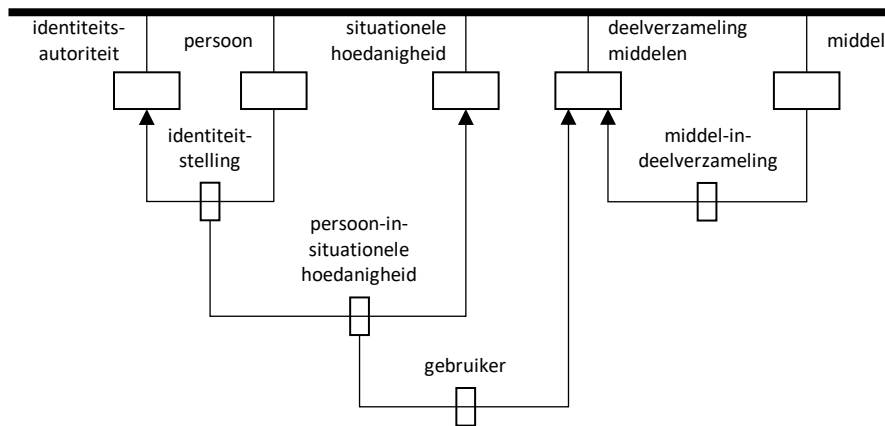 identiteits-
autoriteit
persoon
situationele
hoedanigheid
deelverzameling
middelen
middel
identiteit-
stelling
middel-in-
deelverzameling
persoon-in-
situationele
hoedanigheid
gebruiker